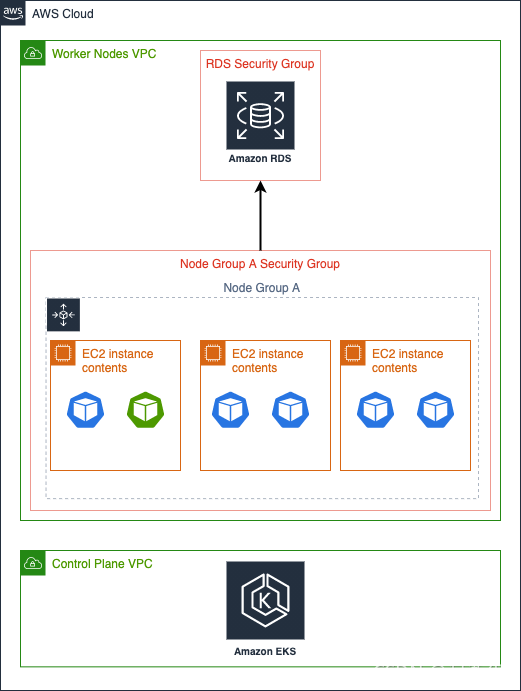 aws
AWS Cloud
Worker Nodes VPC
RDS Security Group
Amazon RDS
Node Group A Security Group
Node Group A
EC2 instance
contents
EC2 instance
contents
EC2 instance
contents
Control Plane VPC
K
Amazon EKS